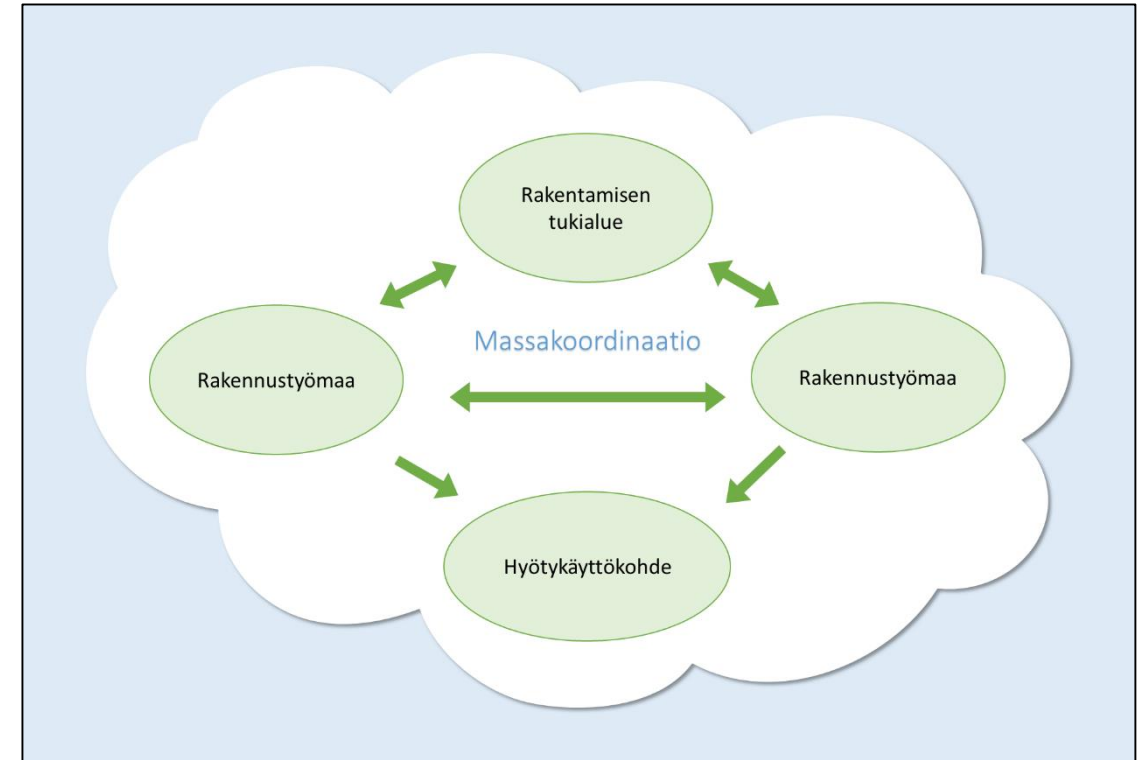 Rakentamisen
tukialue
Massakoordinaatio
Rakennustyömaa
Rakennustyömaa
Hyötykäyttökohde